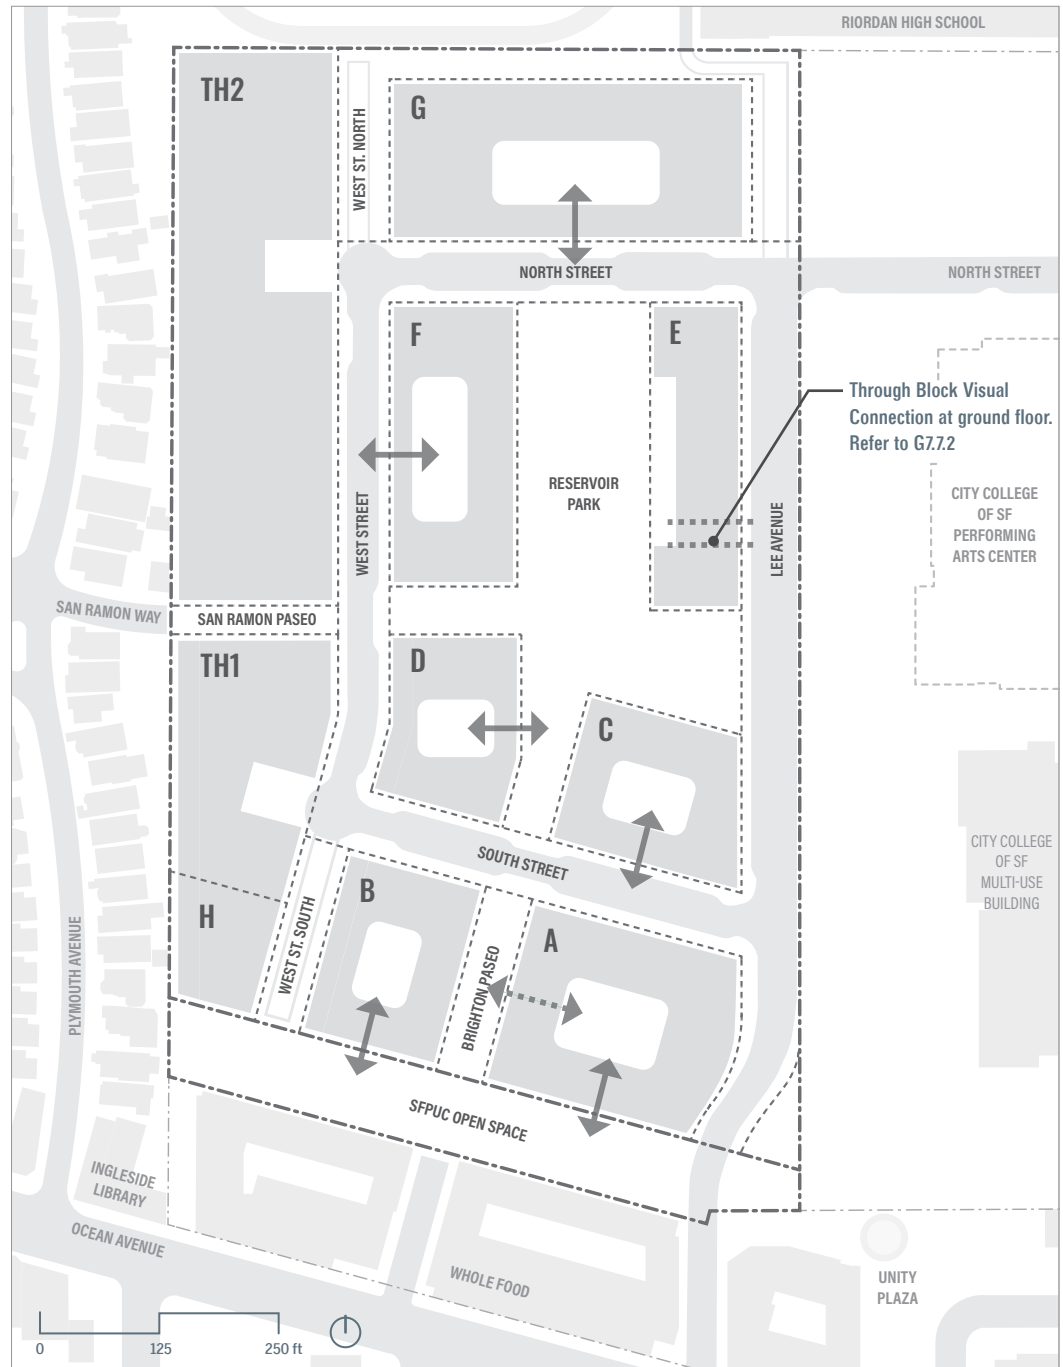 RIORDAN HIGH SCHOOL
TH2
G
WEST ST. NORTH
NORTH STREET
NORTH STREET
F
E
Through Block Visual
Connection at ground floor.
Refer to G7.7.2
RESERVOIR
PARK
CITY COLLEGE
OF SF
PERFORMING
ARTS CENTER
WEST STREET
LEE AVENUE
SAN RAMON WAY
SAN RAMON PASEO
TH1
D
C
SOUTH STREET
CITY COLLEGE
OF SF
MULTI-USE
BUILDING
B
H
A
WEST ST. SOUTH
BRIGHTON PASEO
PLYMOUTH AVENUE
SFPUC OPEN SPACE
INGLESIDE
LIBRARY
OCEAN AVENUE
WHOLE FOOD
UNITY
PLAZA
0
125
250 ft